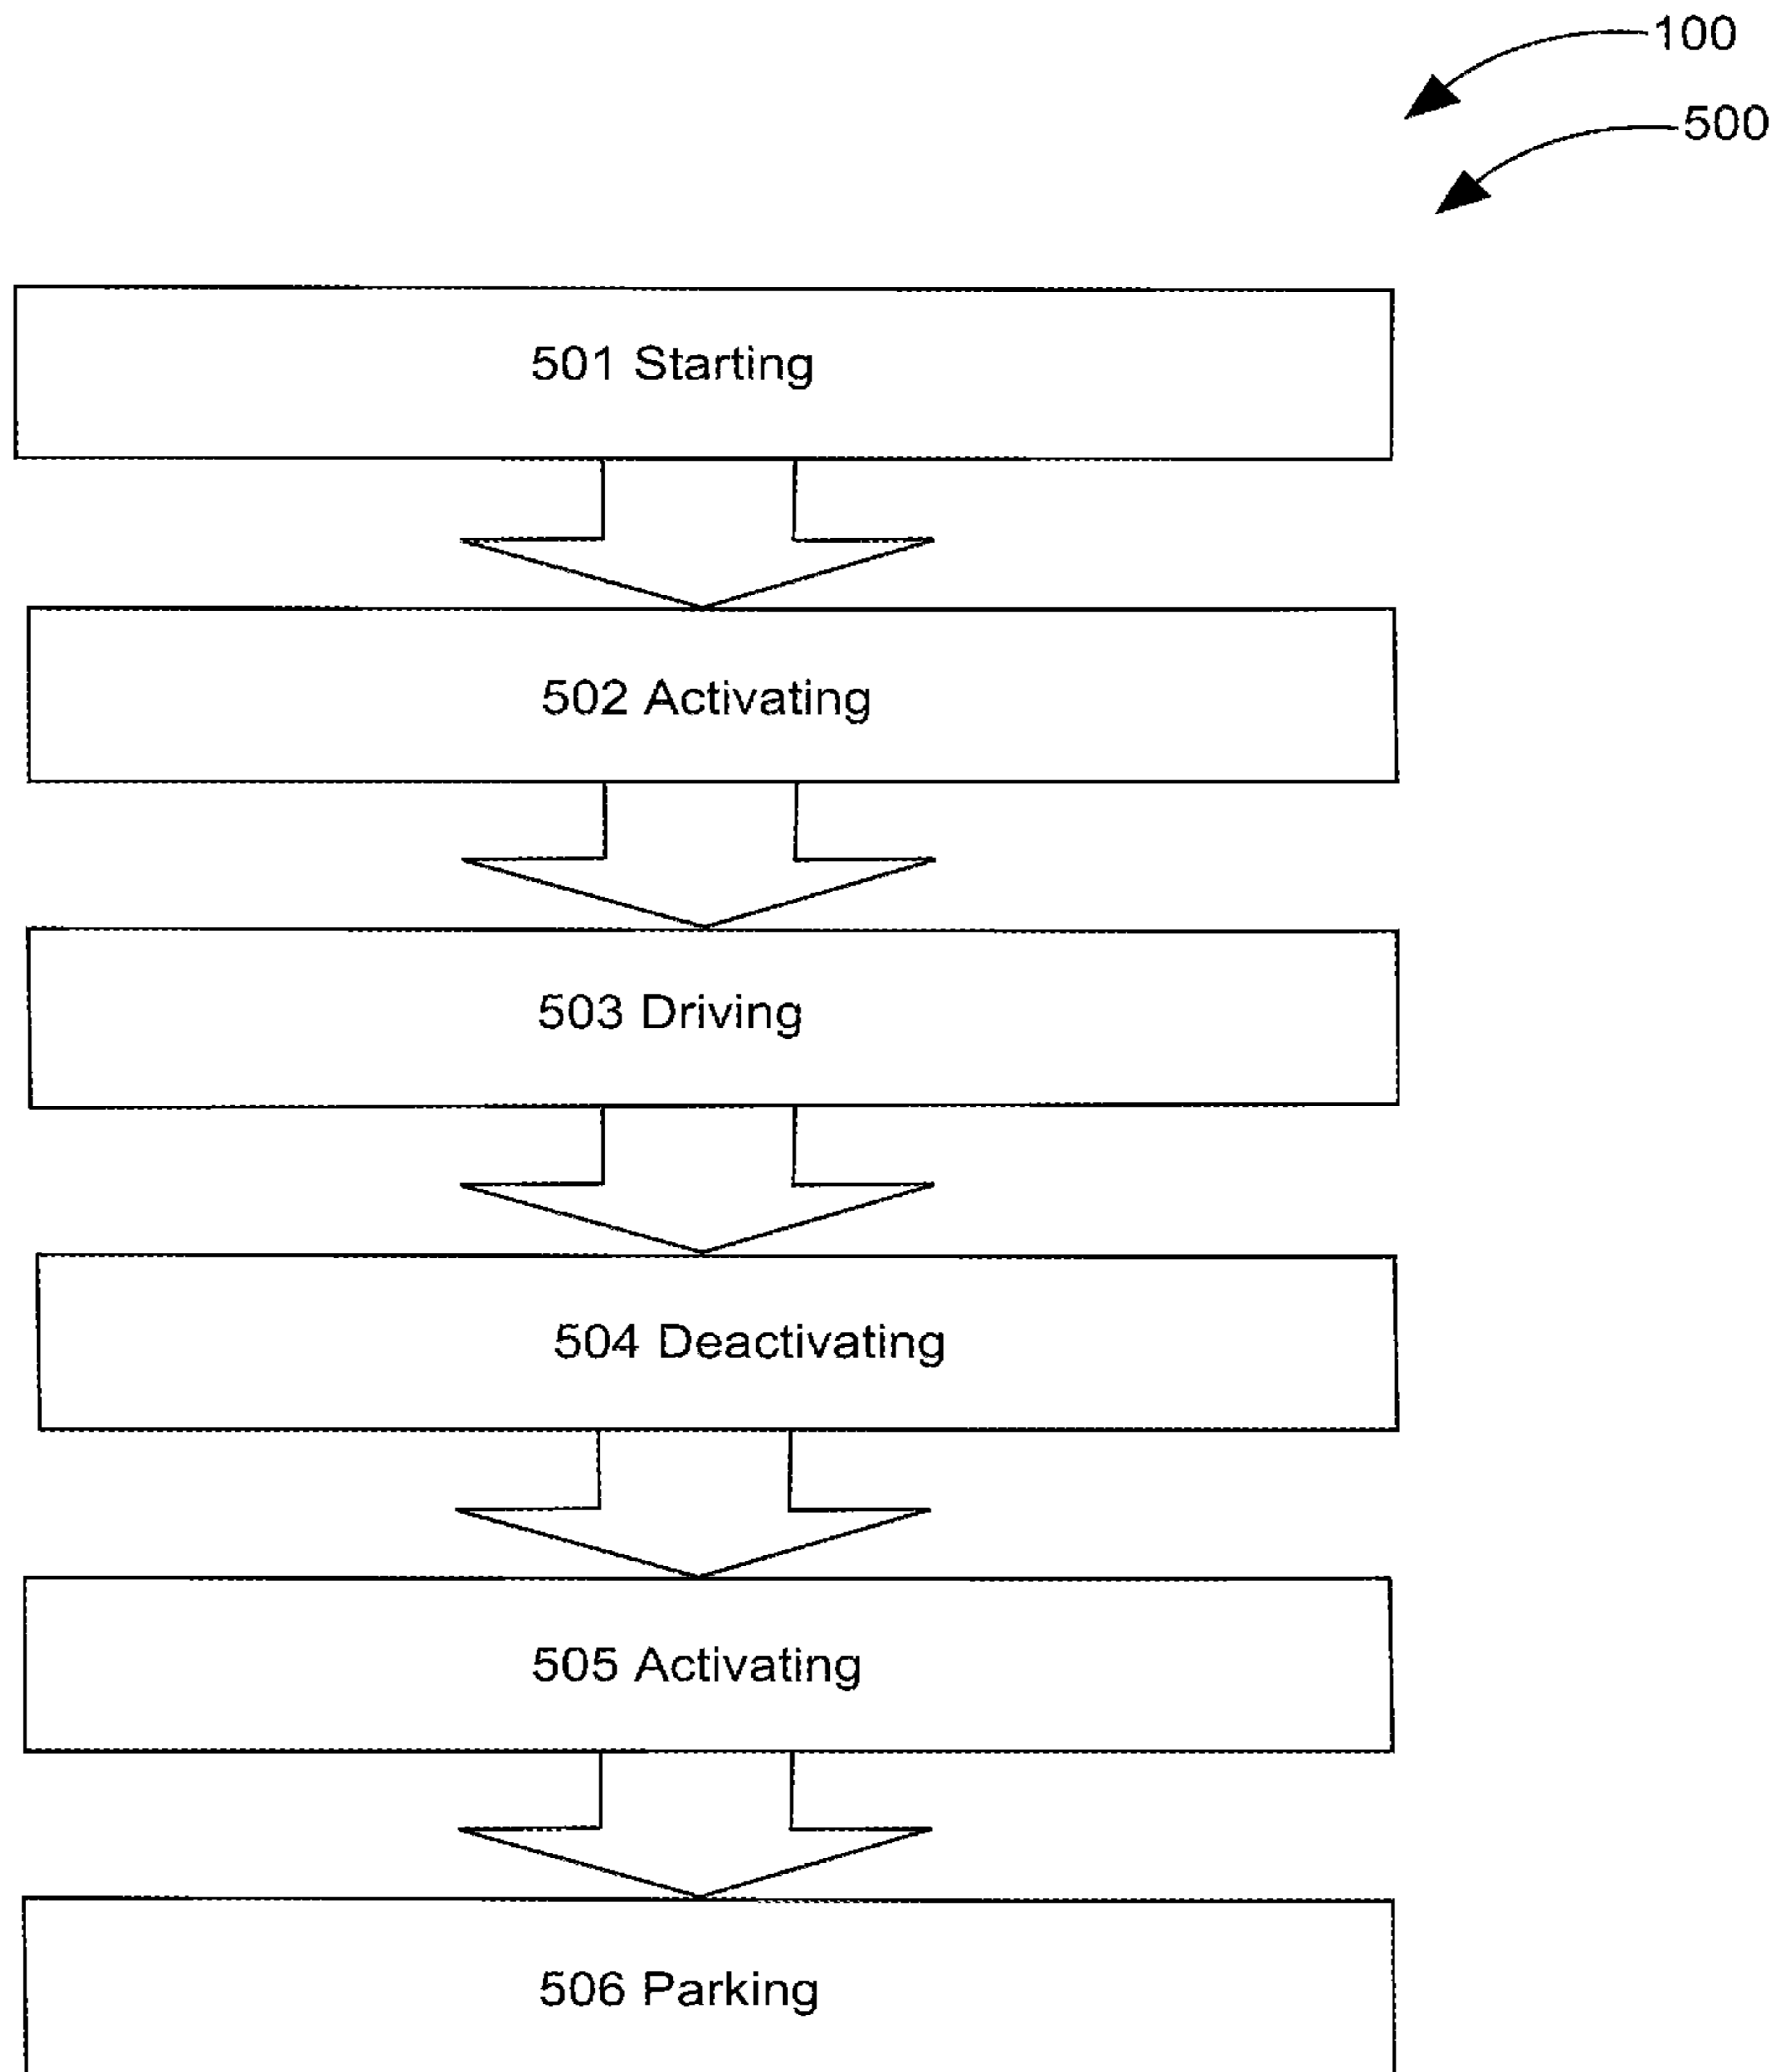 100
500
501 Starting
502 Activating
503 Driving
504 Deactivating
505 Activating
506 Parking